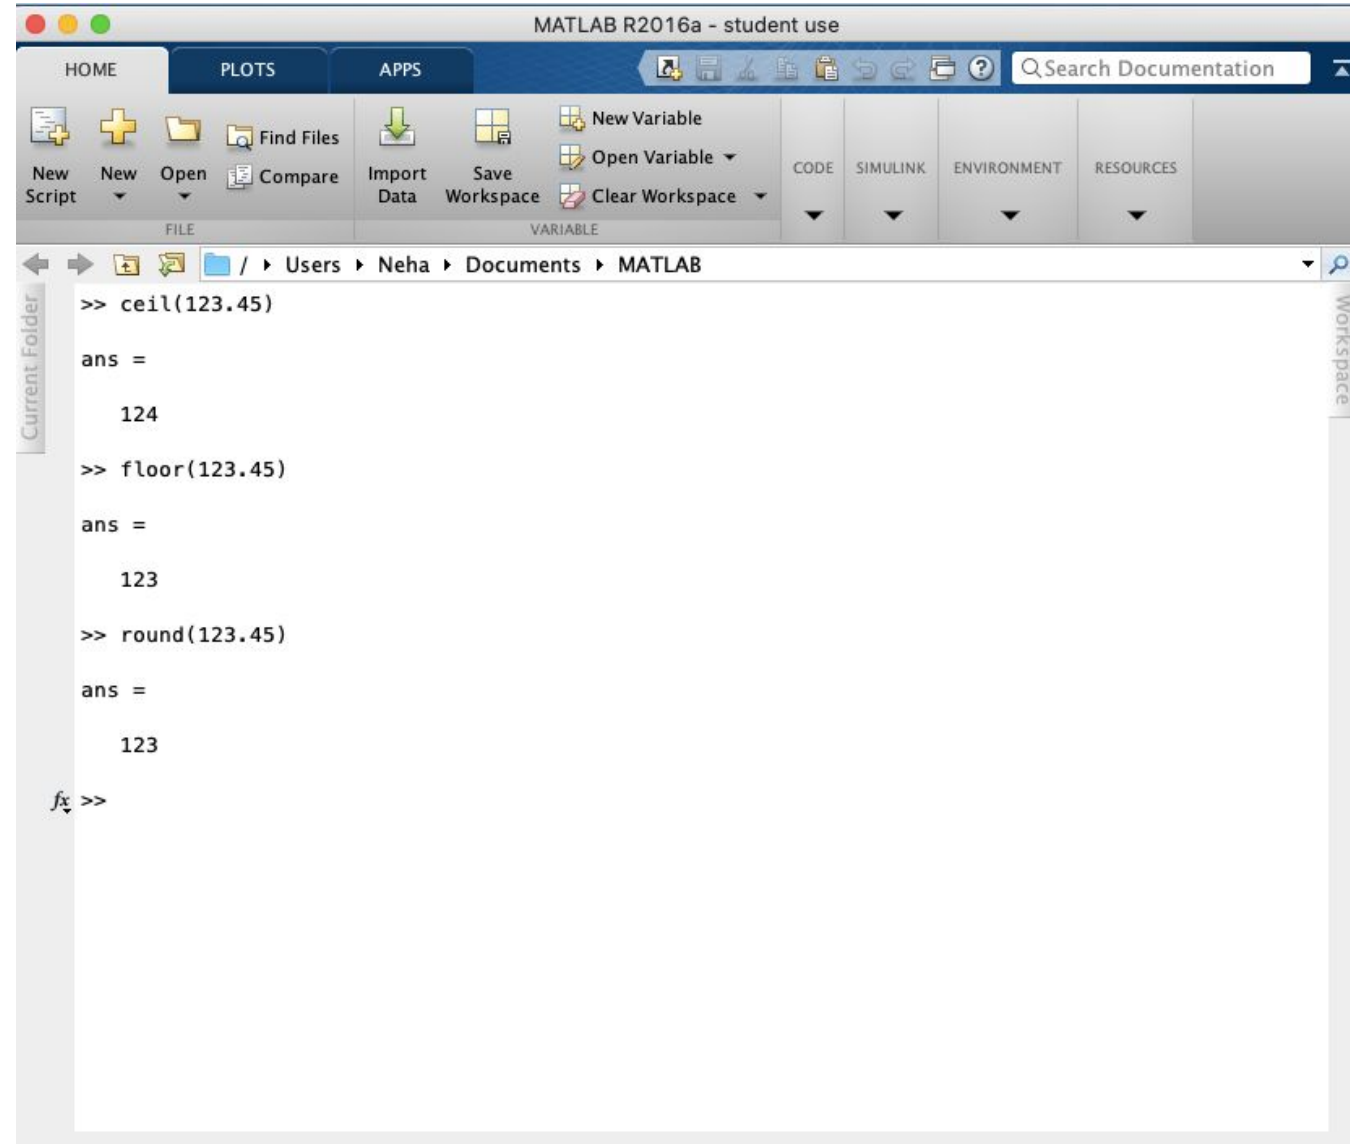 MATLAB R2016a - student use
HOME PLOTS APPS Search Documentation
New Script
New
Open
Find Files
Compare
Import Data
Save Workspace
New Variable
Open Variable
Clear Workspace
CODE SIMULINK ENVIRONMENT RESOURCES
FILE VARIABLE
/ Users Neha Documents MATLAB
Current Folder
Workspace
>> ceil(123.45)
ans =
124
>> floor(123.45)
ans =
123
>> round(123.45)
ans =
123
fx >>